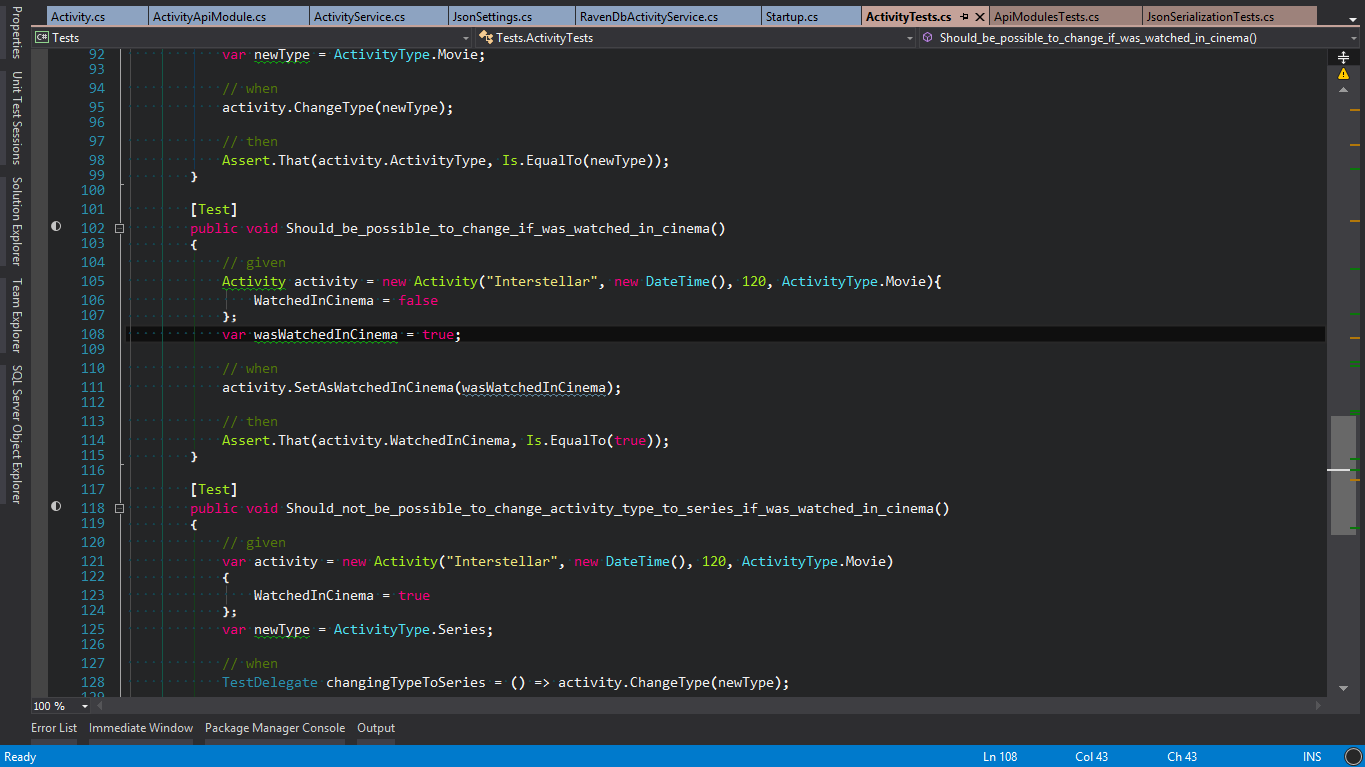 Activity.cs ActivityApiModule.cs ActivityService.cs JsonSettings.cs RavenDbActivityService.cs Startup.cs ActivityTests.cs ApiModulesTests.cs JsonSerializationTests.cs
Properties
Unit Test Sessions
Solution Explorer
Team Explorer
SQL Server Object Explorer
C# Tests Tests.ActivityTests Should_be_possible_to_change_if_was_watched_in_cinema()
92 var newType = ActivityType.Movie;
93
94 // when
95 activity.ChangeType(newType);
96
97 // then
98 Assert.That(activity.ActivityType, Is.EqualTo(newType));
99 }
100
101 [Test]
102 public void Should_be_possible_to_change_if_was_watched_in_cinema()
103 {
104 // given
105 Activity activity = new Activity("Interstellar", new DateTime(), 120, ActivityType.Movie){
106 WatchedInCinema = false
107 };
108 var wasWatchedInCinema = true;
109
110 // when
111 activity.SetAsWatchedInCinema(wasWatchedInCinema);
112
113 // then
114 Assert.That(activity.WatchedInCinema, Is.EqualTo(true));
115 }
116
117 [Test]
118 public void Should_not_be_possible_to_change_activity_type_to_series_if_was_watched_in_cinema()
119 {
120 // given
121 var activity = new Activity("Interstellar", new DateTime(), 120, ActivityType.Movie)
122 {
123 WatchedInCinema = true
124 };
125 var newType = ActivityType.Series;
126
127 // when
128 TestDelegate changingTypeToSeries = () => activity.ChangeType(newType);
129
100 %
Error List Immediate Window Package Manager Console Output
Ready Ln 108 Col 43 Ch 43 INS